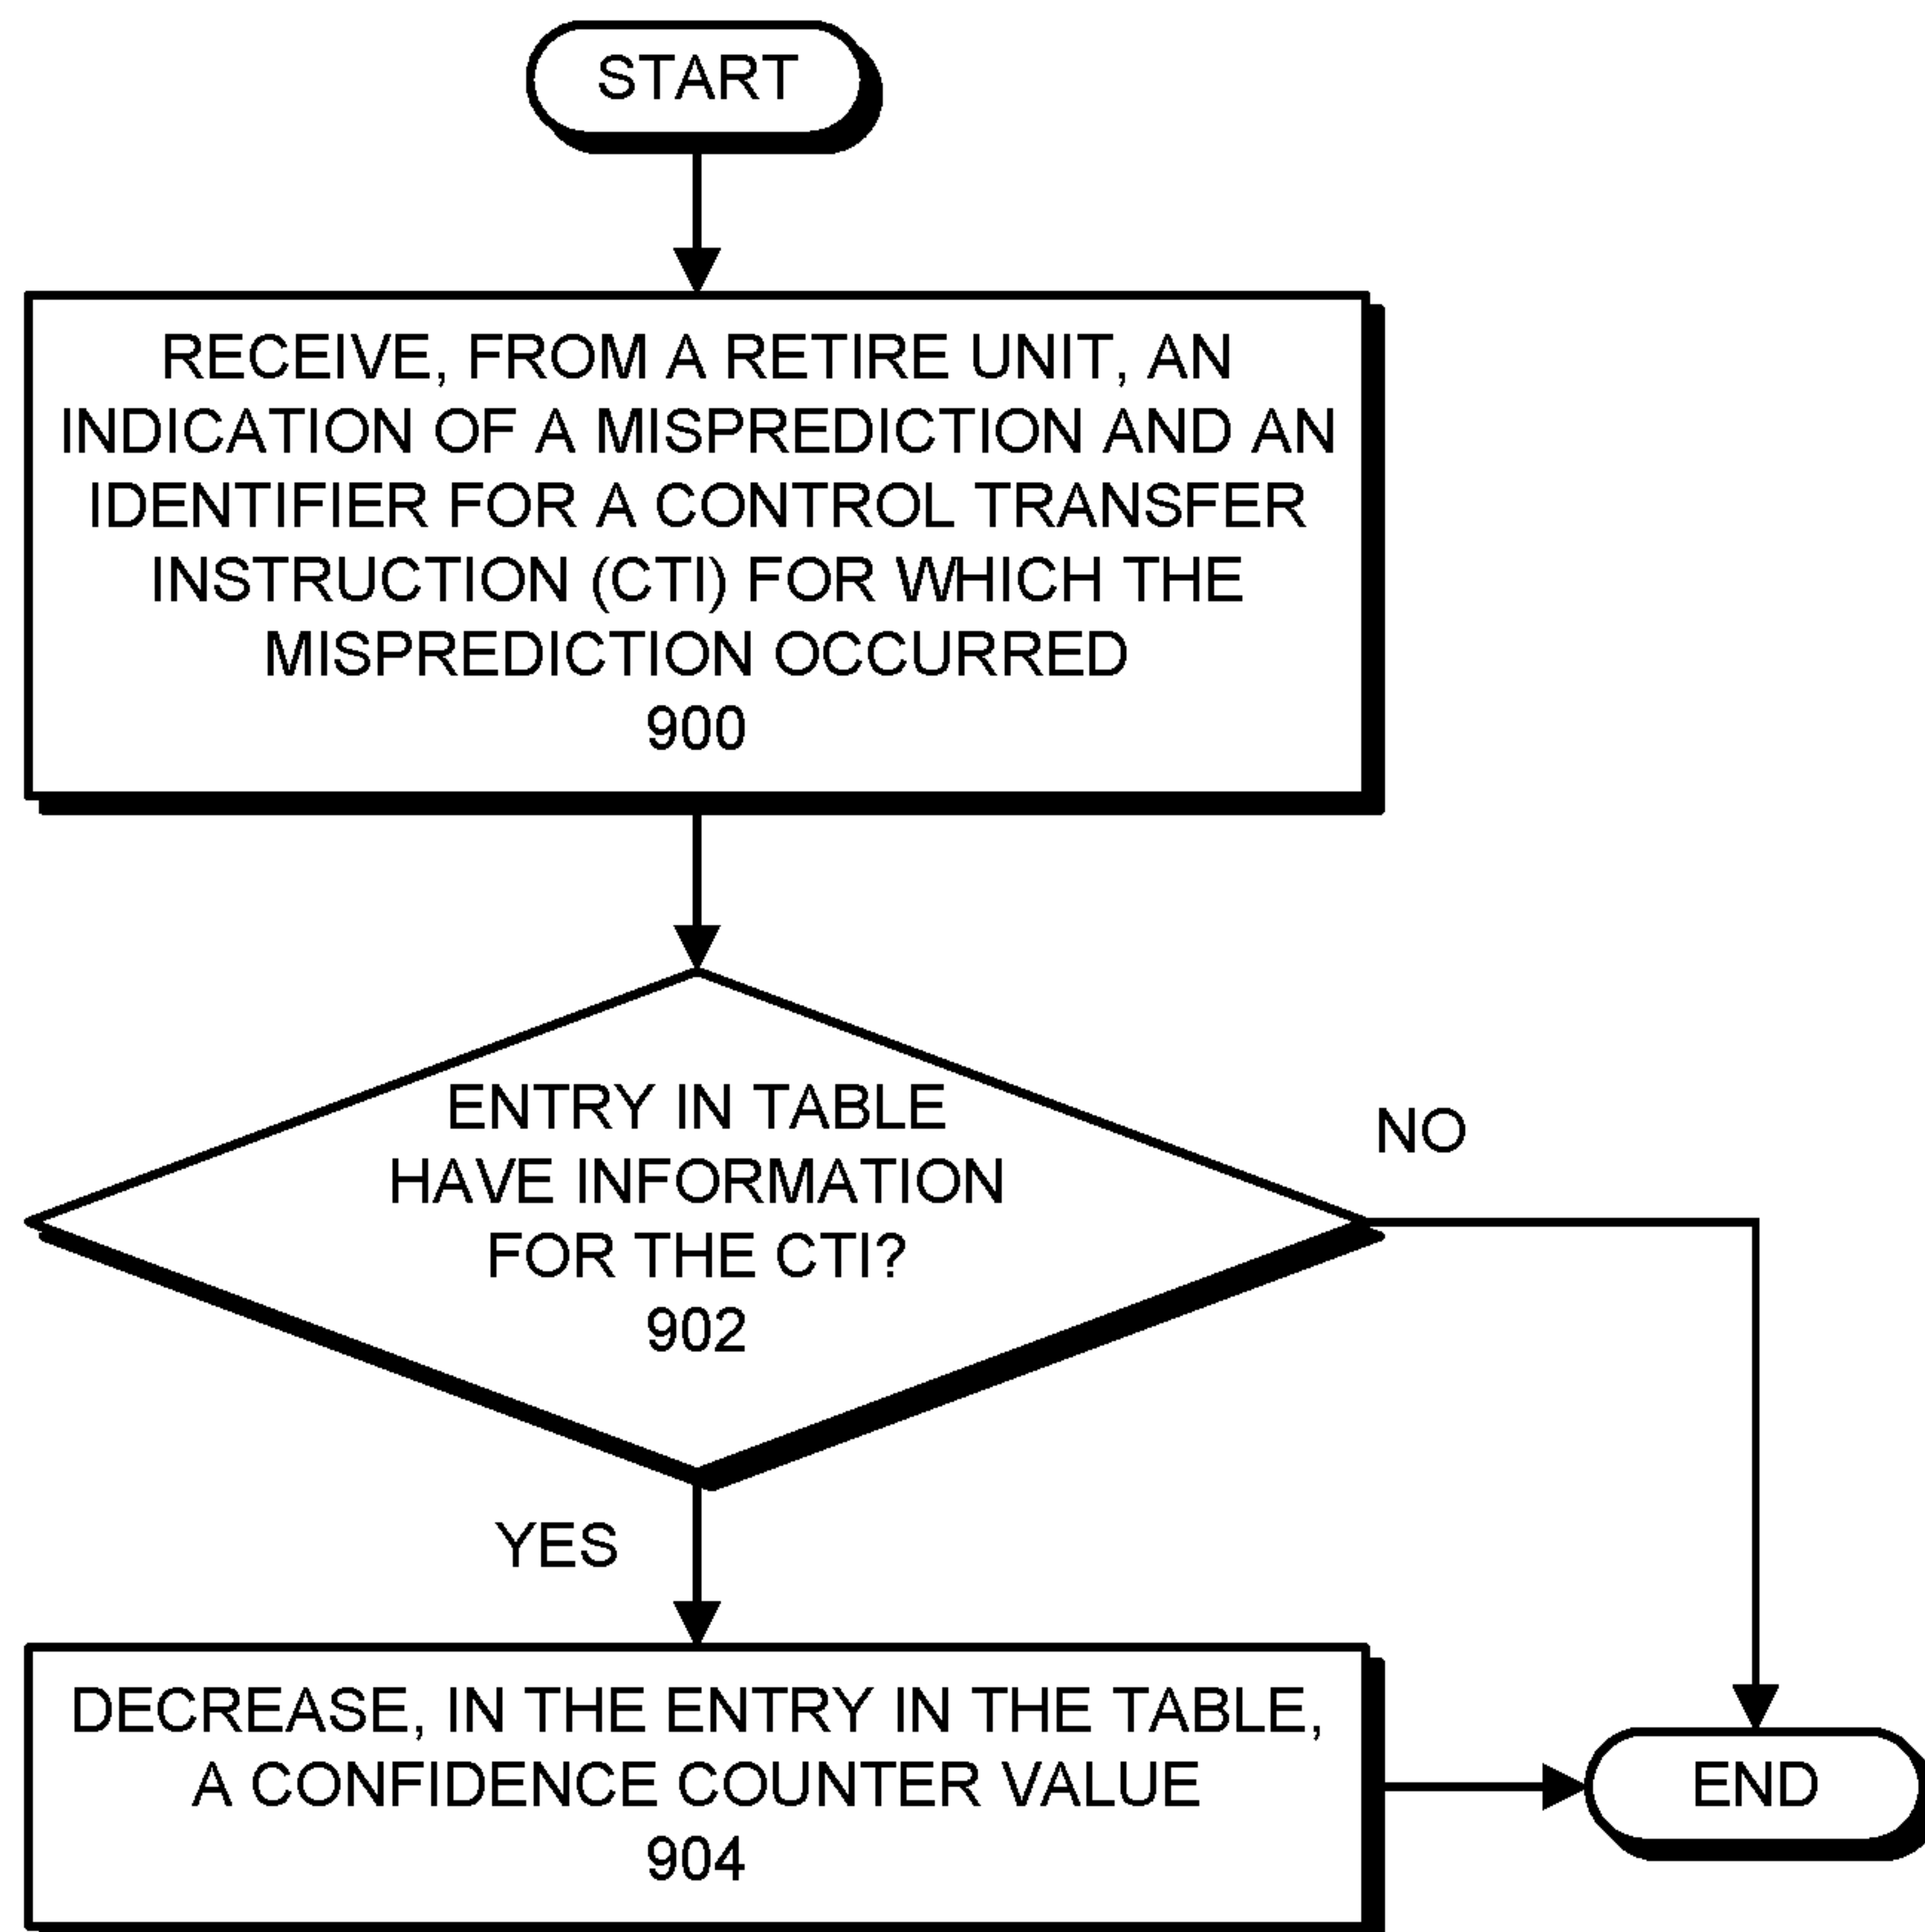 START
RECEIVE, FROM A RETIRE UNIT, AN
INDICATION OF A MISPREDICTION AND AN
IDENTIFIER FOR A CONTROL TRANSFER
INSTRUCTION (CTI) FOR WHICH THE
MISPREDICTION OCCURRED
900
ENTRY IN TABLE
HAVE INFORMATION
FOR THE CTI?
902
NO
YES
DECREASE, IN THE ENTRY IN THE TABLE,
A CONFIDENCE COUNTER VALUE
904
END